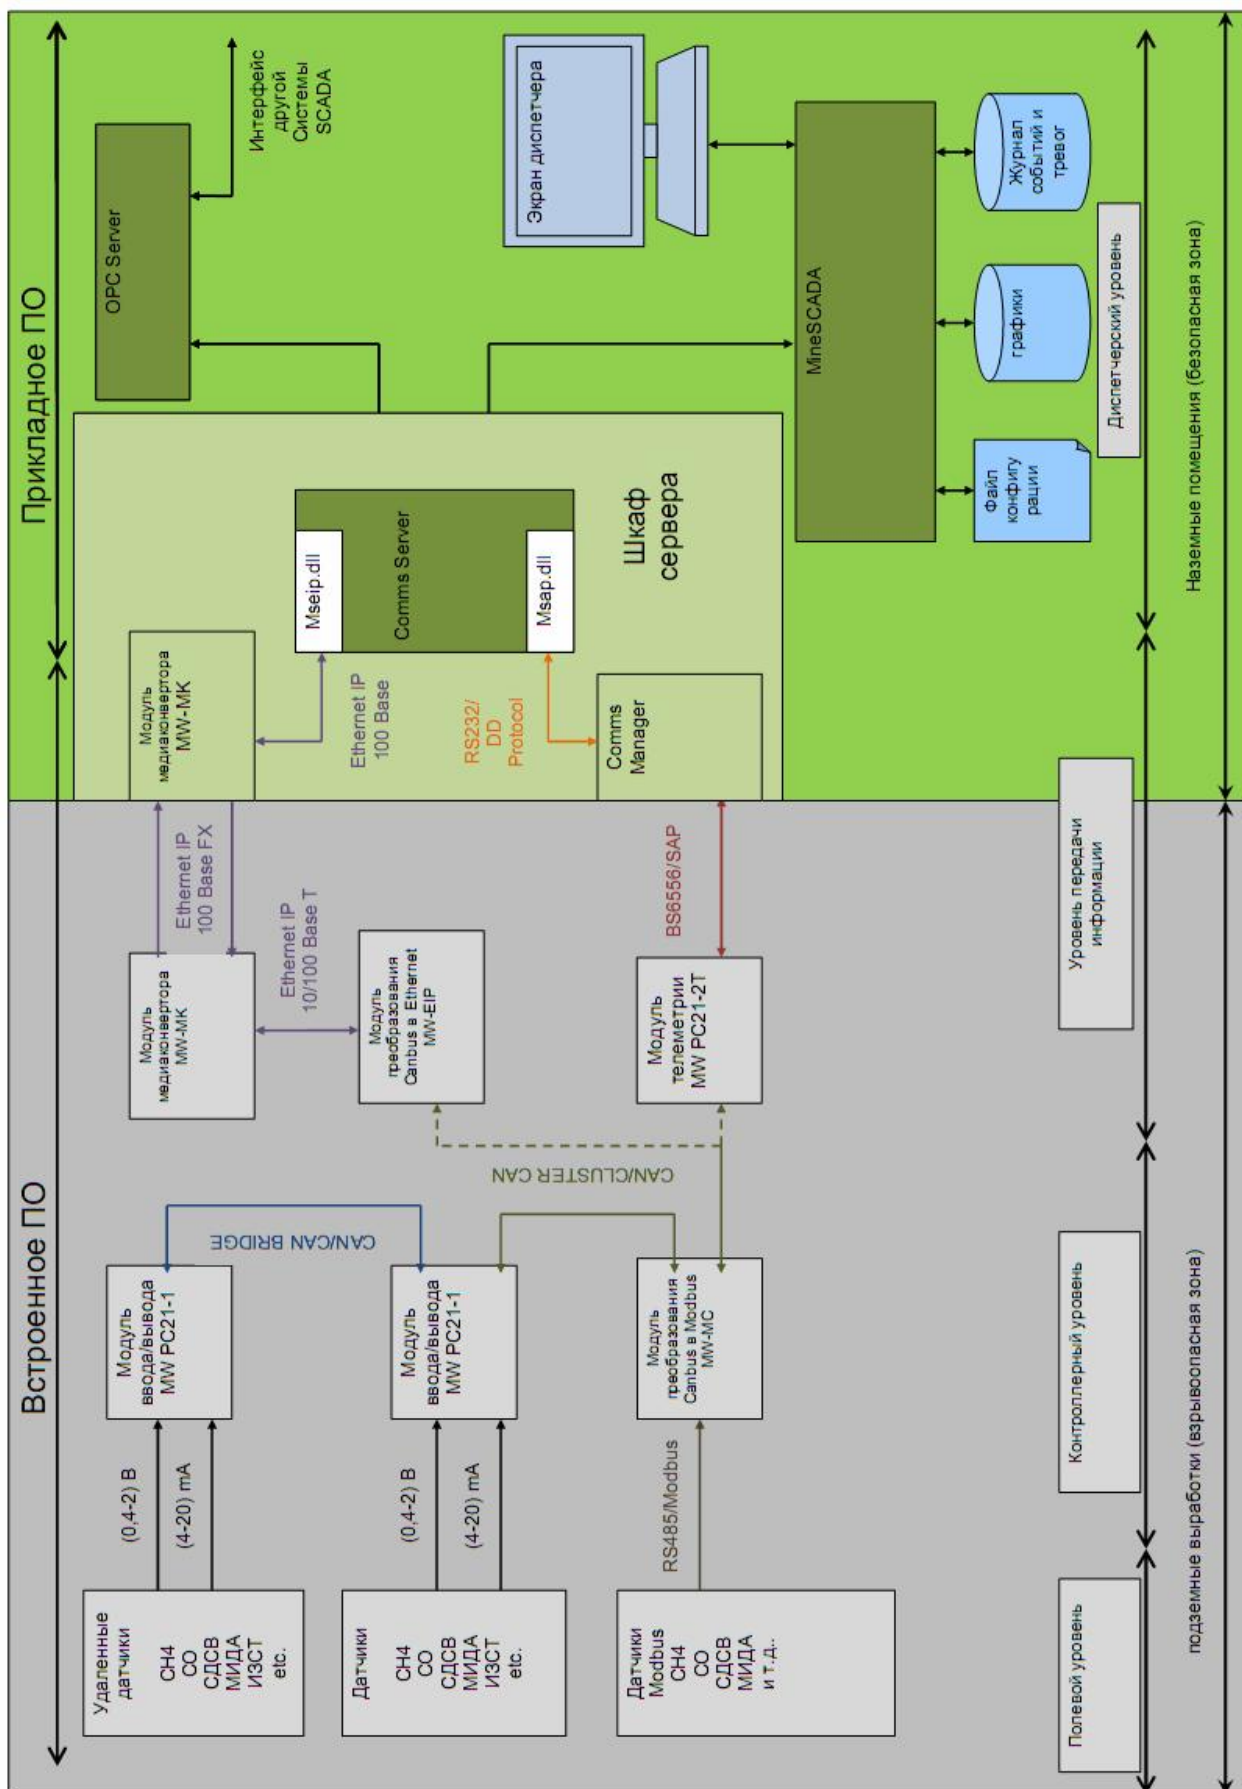 Встроенное ПО
Прикладное ПО
Удаленные
датчики
CH4
CO
СДСВ
МИДА
ИЗСТ
etc.
(0,4-2) В
(4-20) mA
Модуль
ввода/вывода
MW PC21-1
CAN/CAN BRIDGE
Датчики
CH4
CO
СДСВ
МИДА
ИЗСТ
etc.
(0,4-2) В
(4-20) mA
Модуль
ввода/вывода
MW PC21-1
CAN/CLUSTER CAN
Датчики
Modbus
CH4
CO
СДСВ
МИДА
и т.д..
RS485/Modbus
Модуль
преобразования
Canbus в Modbus
MW-MC
Модуль
медиаконвертора
MW-MK
Ethernet IP
100 Base FX
Ethernet IP
10/100 Base T
Модуль
преобразования
Canbus в Ethernet
MW-EIP
Модуль
телеметрии
MW PC21-2T
BS6556/SAP
Модуль
медиаконвертора
MW-MK
Ethernet IP
100 Base
RS232/
DD
Protocol
Comms
Manager
Mseip.dll
Comms Server
Msap.dll
Шкаф
сервера
OPC Server
Интерфейс
другой
Системы
SCADA
Экран диспетчера
MineSCADA
Файл
конфигу
рации
графики
Журнал
событий и
тревог
Полевой уровень
Контроллерный уровень
Уровень передачи
информации
Диспетчерский уровень
подземные выработки (взрывоопасная зона)
Наземные помещения (безопасная зона)